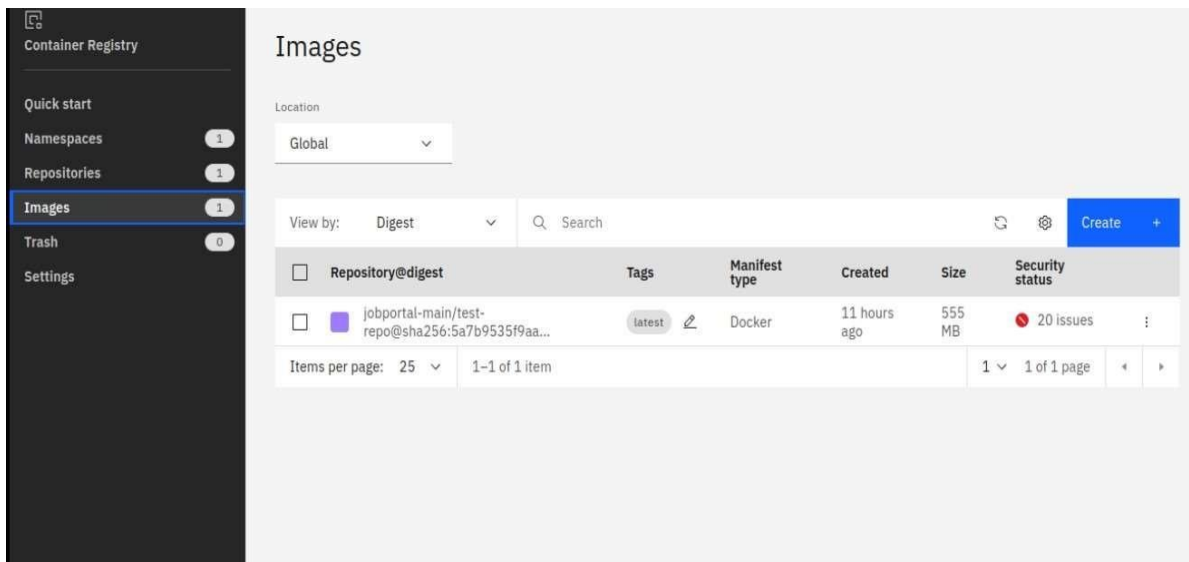 Container Registry
Quick start
Namespaces 1
Repositories 1
Images 1
Trash 0
Settings
Images
Location
Global
View by: Digest Search Create +
Repository@digest Tags Manifest type Created Size Security status
jobportal-main/test-
repo@sha256:5a7b9535f9aa... latest Docker 11 hours ago 555 MB 20 issues
Items per page: 25 1–1 of 1 item 1 1 of 1 page